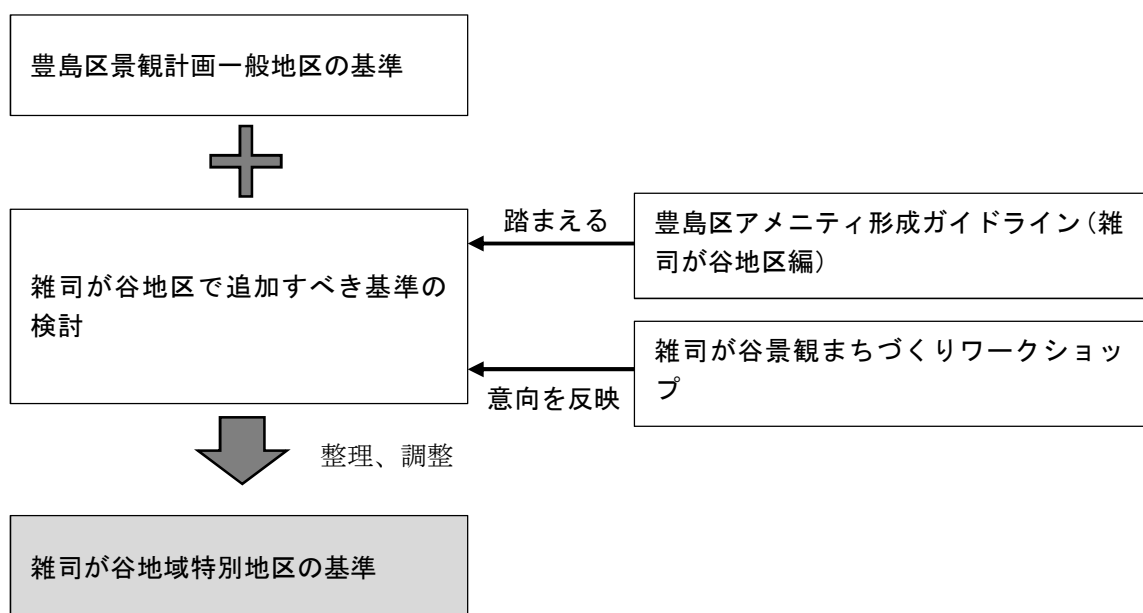 豊島区景観計画一般地区の基準
雑司が谷地区で追加すべき基準の
検討
踏まえる
豊島区アメニティ形成ガイドライン（雑
司が谷地区編）
意向を反映
雑司が谷景観まちづくりワークショッ
プ
整理、調整
雑司が谷地域特別地区の基準